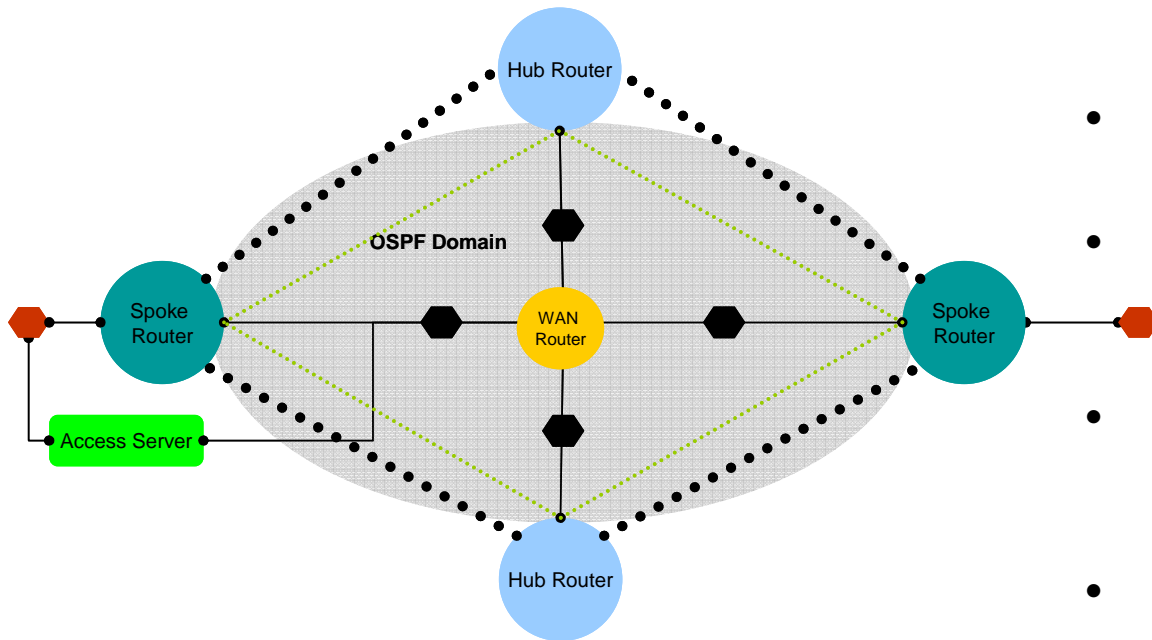 Hub Router
OSPF Domain
Spoke
Router
WAN
Router
Spoke
Router
Access Server
Hub Router